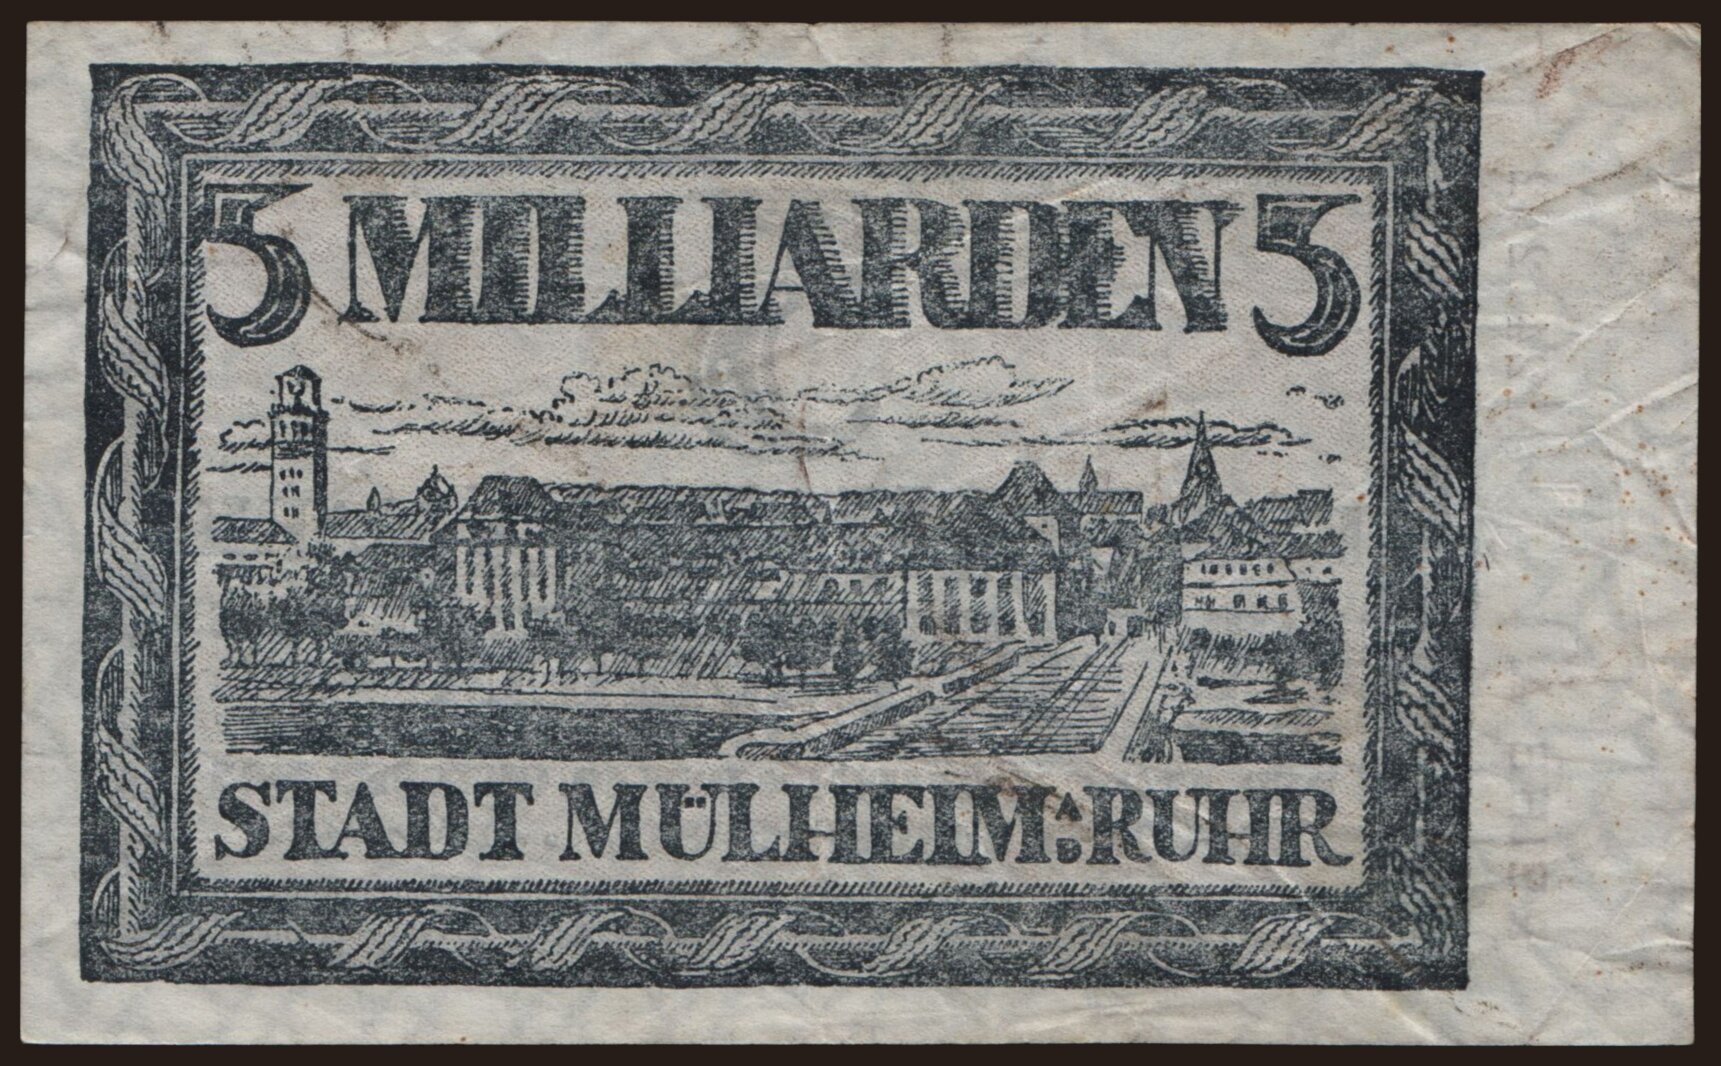 5 MILLIARDEN 5
STADT MÜLHEIM A.D. RUHR